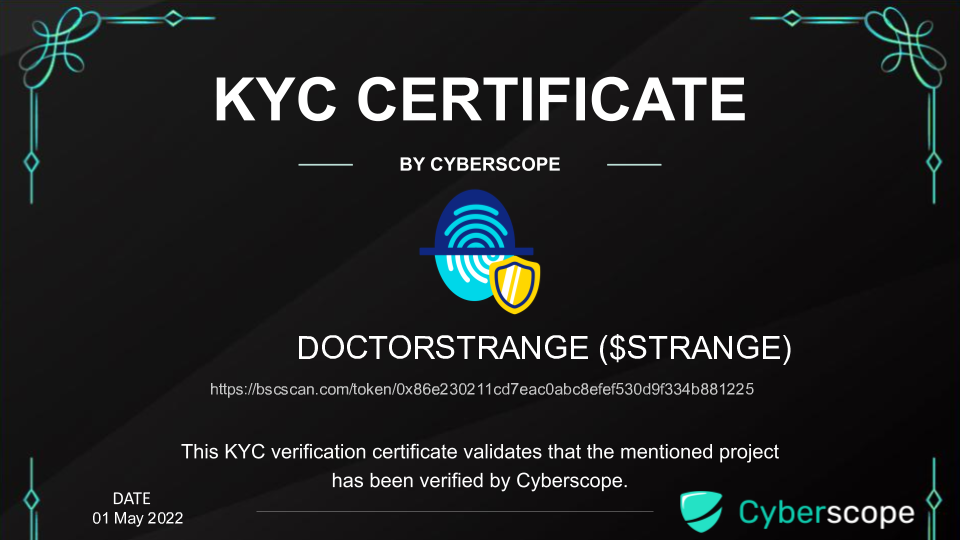 KYC CERTIFICATE
BY CYBERSCOPE
DOCTORSTRANGE ($STRANGE)
https://bscscan.com/token/0x86e230211cd7eac0abc8efef530d9f334b881225
This KYC verification certificate validates that the mentioned project
has been verified by Cyberscope.
DATE
01 May 2022
Cyberscope